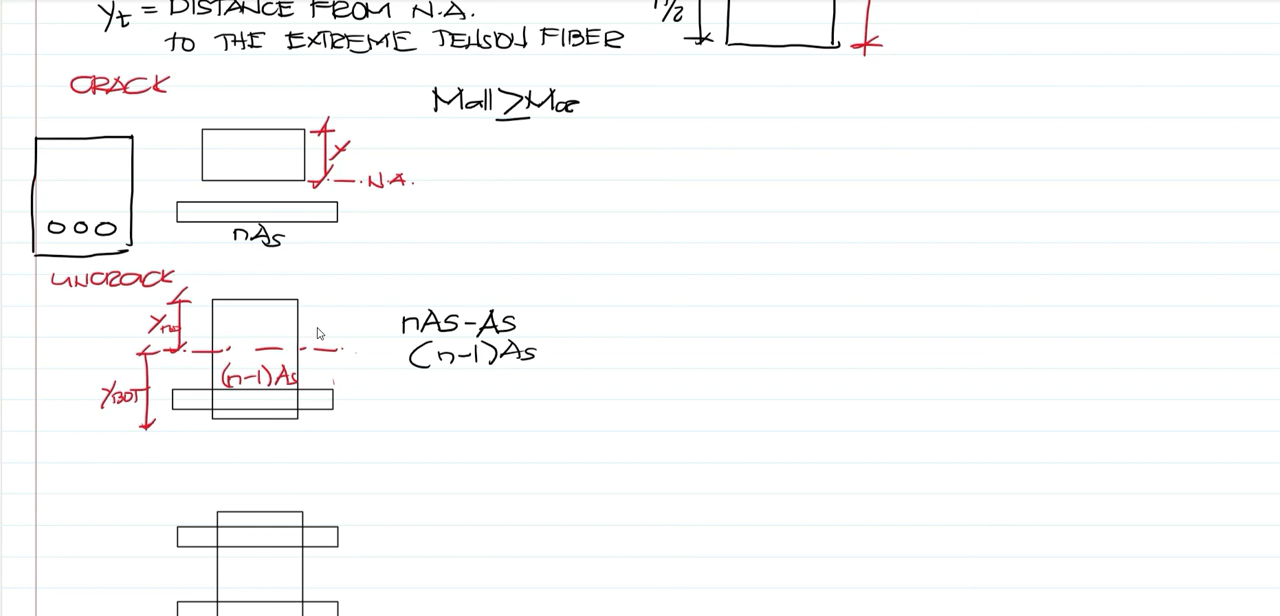 yt = DISTANCE FROM N.A.
TO THE EXTREME TENSION FIBER
h/2
CRACK
Mall ≥ Mcr
y
N.A.
nAs
UNCRACK
yTOP
nAs-As
(n-1)As
(n-1)As
yBOT